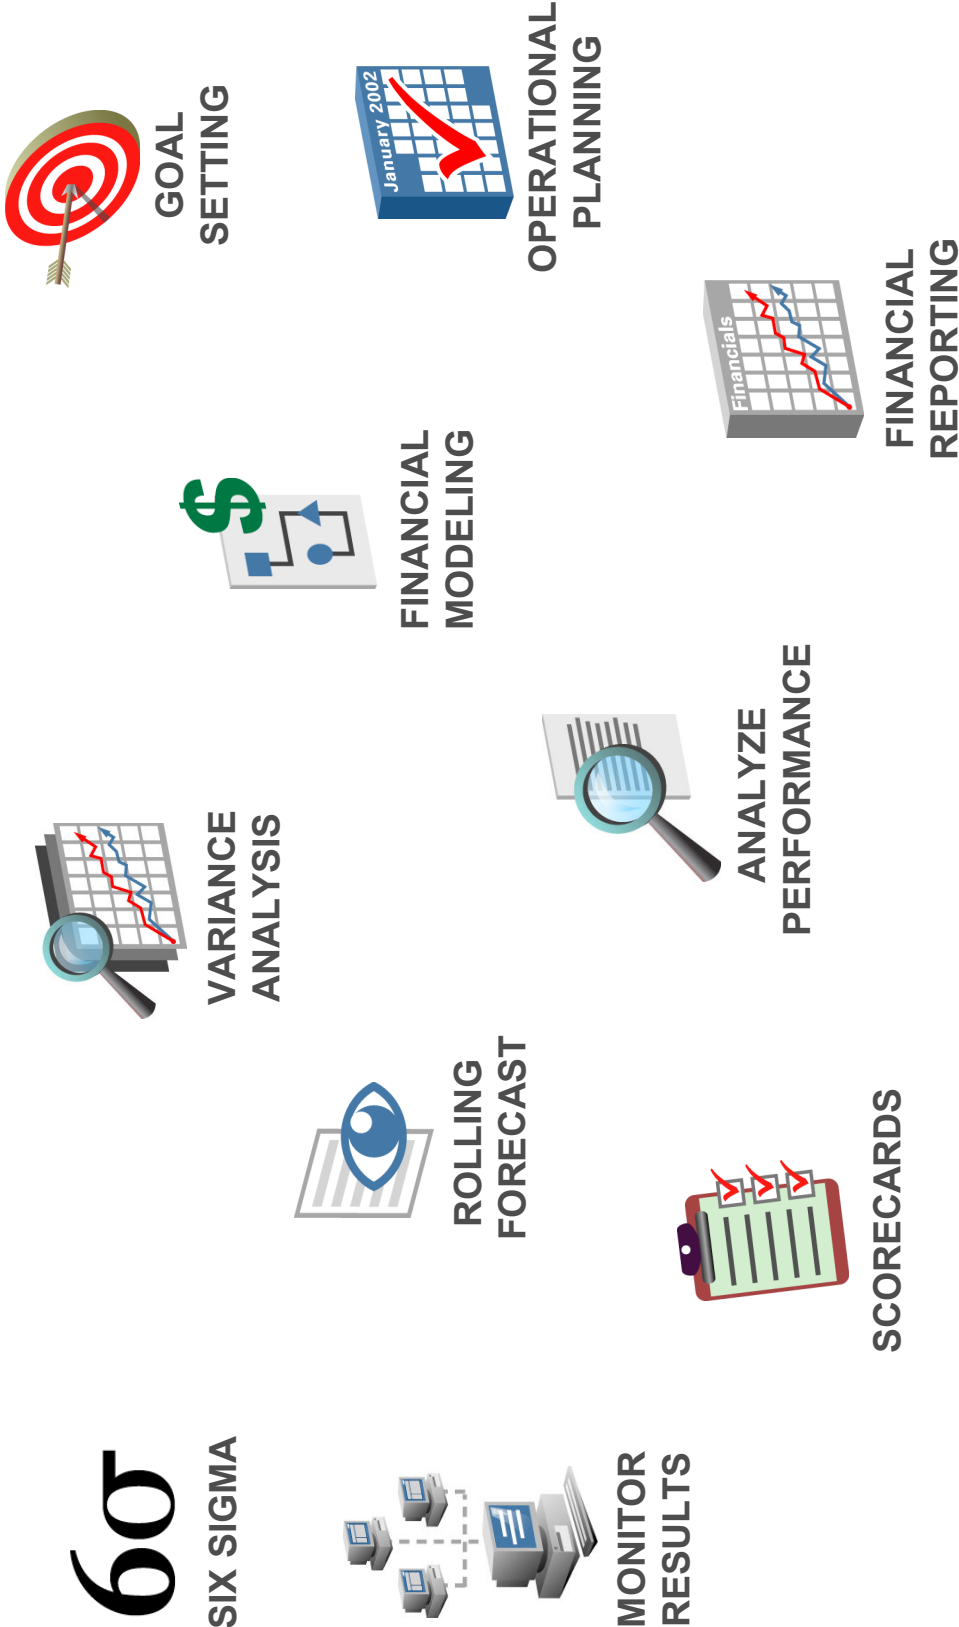 6σ
SIX SIGMA
VARIANCE
ANALYSIS
GOAL
SETTING
FINANCIAL
MODELING
ROLLING
FORECAST
January 2002
OPERATIONAL
PLANNING
MONITOR
RESULTS
ANALYZE
PERFORMANCE
SCORECARDS
Financials
FINANCIAL
REPORTING